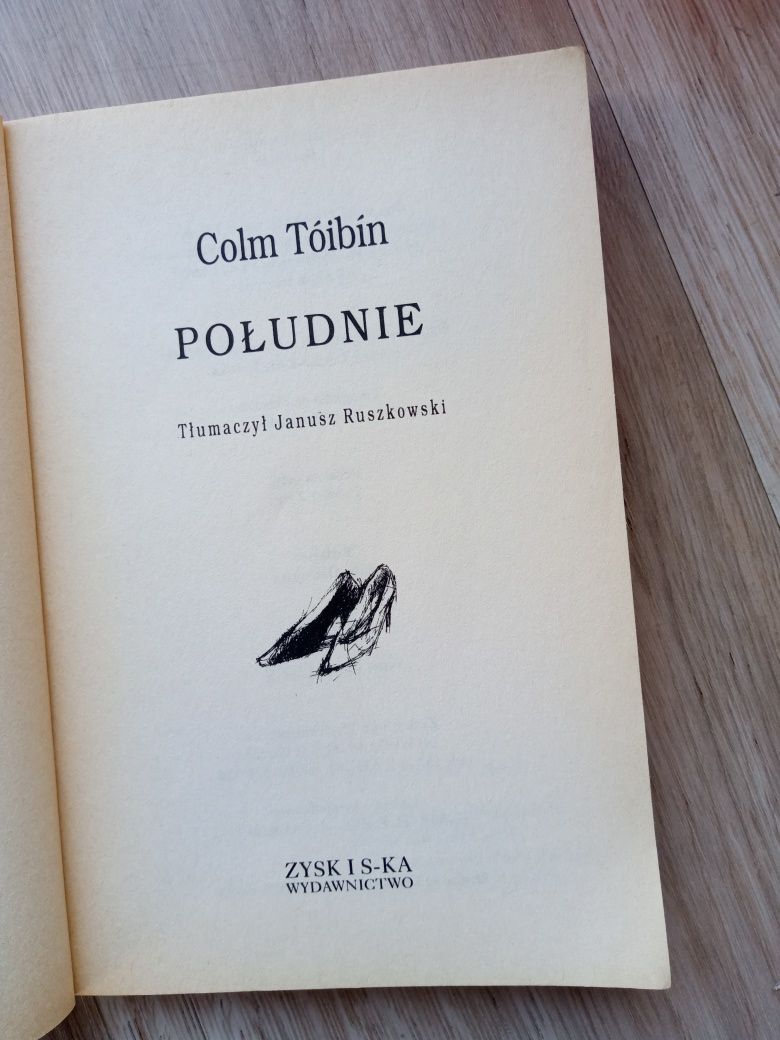 Colm Tóibín
POŁUDNIE
Tłumaczył Janusz Ruszkowski
ZYSK I S-KA
WYDAWNICTWO